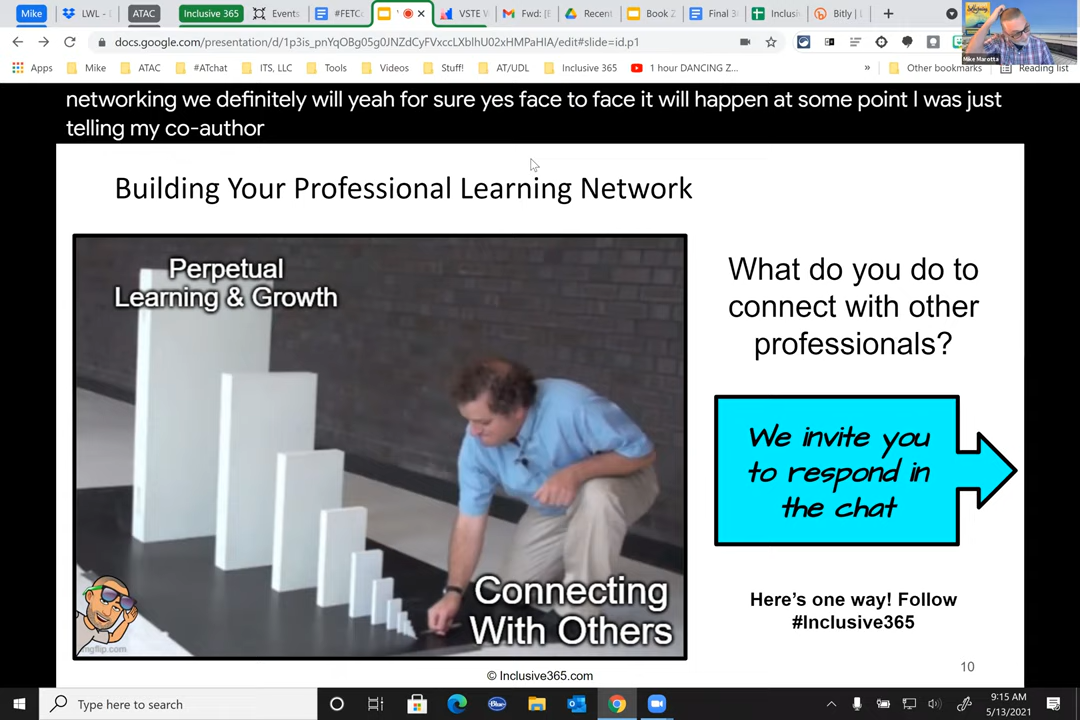 Mike
LWL -
ATAC
Inclusive 365
Events
#FETC
VSTE W
Fwd: [E
Recent
Book 2
Final 3
Inclusi
Bitly | L
docs.google.com/presentation/d/1p3is_pnYqOBg05g0JNZdCyFVxccLXblhU02xHMPaHlA/edit#slide=id.p1
Mike Marotta
Apps
Mike
ATAC
#ATchat
ITS, LLC
Tools
Videos
Stuff!
AT/UDL
Inclusive 365
1 hour DANCING Z...
»
Other bookmarks
Reading list
networking we definitely will yeah for sure yes face to face it will happen at some point I was just
telling my co-author
Building Your Professional Learning Network
Perpetual
Learning & Growth
Connecting
With Others
imgflip.com
What do you do to
connect with other
professionals?
We invite you
to respond in
the chat
Here's one way! Follow
#Inclusive365
10
© Inclusive365.com
Type here to search
Blue
9:15 AM
5/13/2021